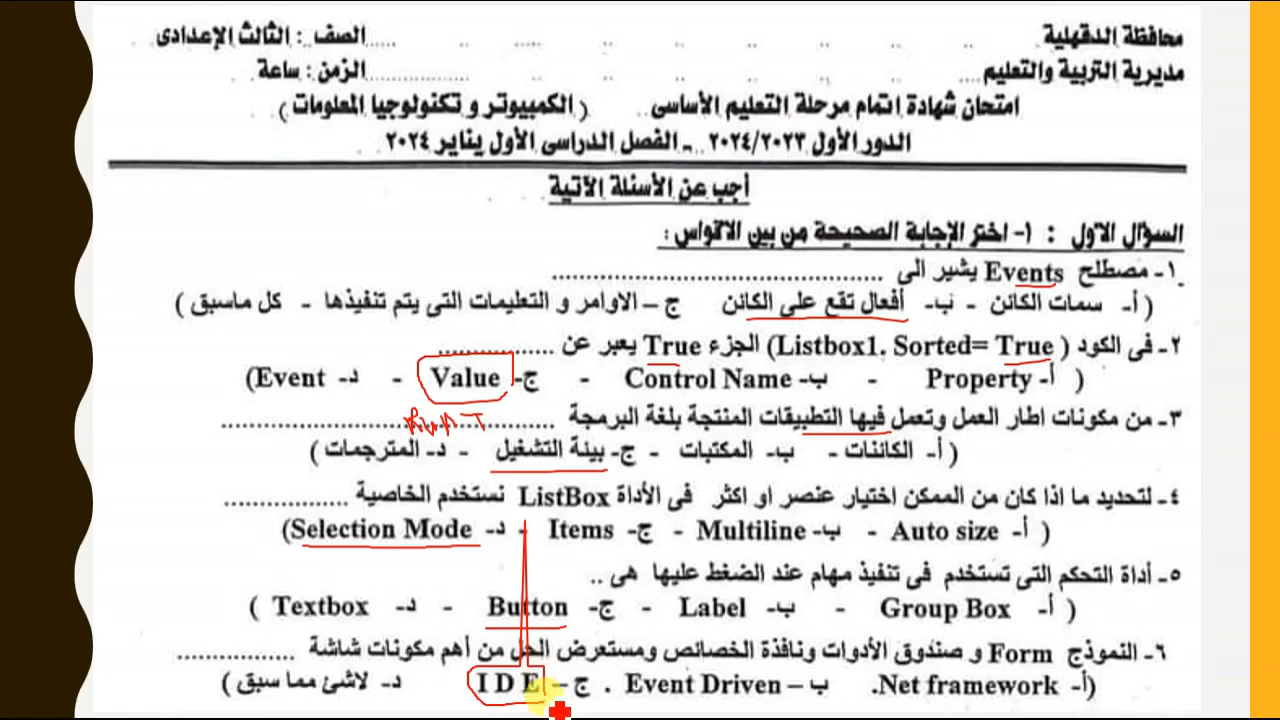 محافظة الدقهلية
الصف : الثالث الإعدادى
مديرية التربية والتعليم
الزمن : ساعة
امتحان شهادة اتمام مرحلة التعليم الأساسى ( الكمبيوتر و تكنولوجيا المعلومات )
الدور الأول ٢٠٢٤/٢٠٢٣ - الفصل الدراسى الأول يناير ٢٠٢٤
أجب عن الأسئلة الآتية
السؤال الاول : ١- اختر الإجابة الصحيحة من بين الاقواس :
١- مصطلح Events يشير الى ..........
( أ- سمات الكائن - ب- أفعال تقع على الكائن ج – الاوامر و التعليمات التى يتم تنفيذها - كل ماسبق )
٢- فى الكود ( Listbox1. Sorted= True) الجزء True يعبر عن ..........
( أ- Property - ب- Control Name - ج- Value - د- Event)
٣- من مكونات اطار العمل وتعمل فيها التطبيقات المنتجة بلغة البرمجة ..........
( أ- الكائنات - ب- المكتبات - ج- بيئة التشغيل - د- المترجمات )
٤- لتحديد ما اذا كان من الممكن اختيار عنصر او اكثر فى الأداة ListBox نستخدم الخاصية ..........
( أ- Auto size - ب- Multiline - ج- Items - د- Selection Mode)
٥- أداة التحكم التى تستخدم فى تنفيذ مهام عند الضغط عليها هى ..
( أ- Group Box - ب- Label - ج- Button - د- Textbox )
٦- النموذج Form و صندوق الأدوات ونافذة الخصائص ومستعرض الحل من أهم مكونات شاشة ..........
(أ- Net framework. ب – Event Driven . ج – I D E د- لاشئ مما سبق )